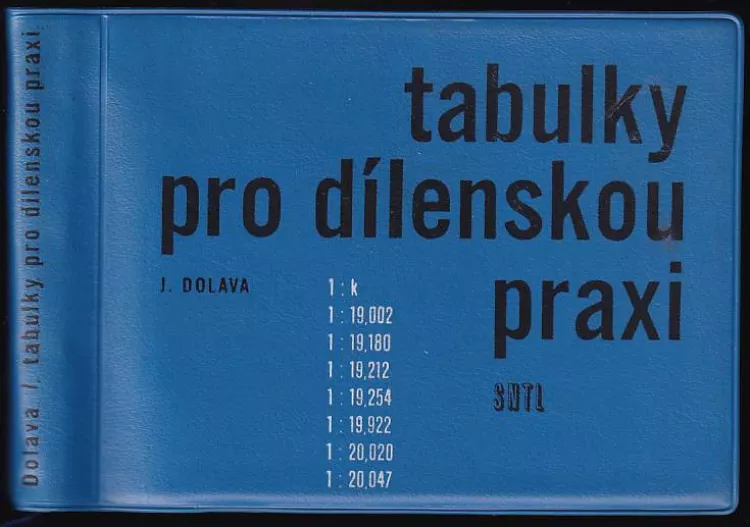 Dolava / tabulky pro dílenskou praxi
tabulky
pro dílenskou
praxi
J. DOLAVA
1 : k
1 : 19,002
1 : 19,180
1 : 19,212
1 : 19,254
1 : 19,922
1 : 20,020
1 : 20,047
SNTL